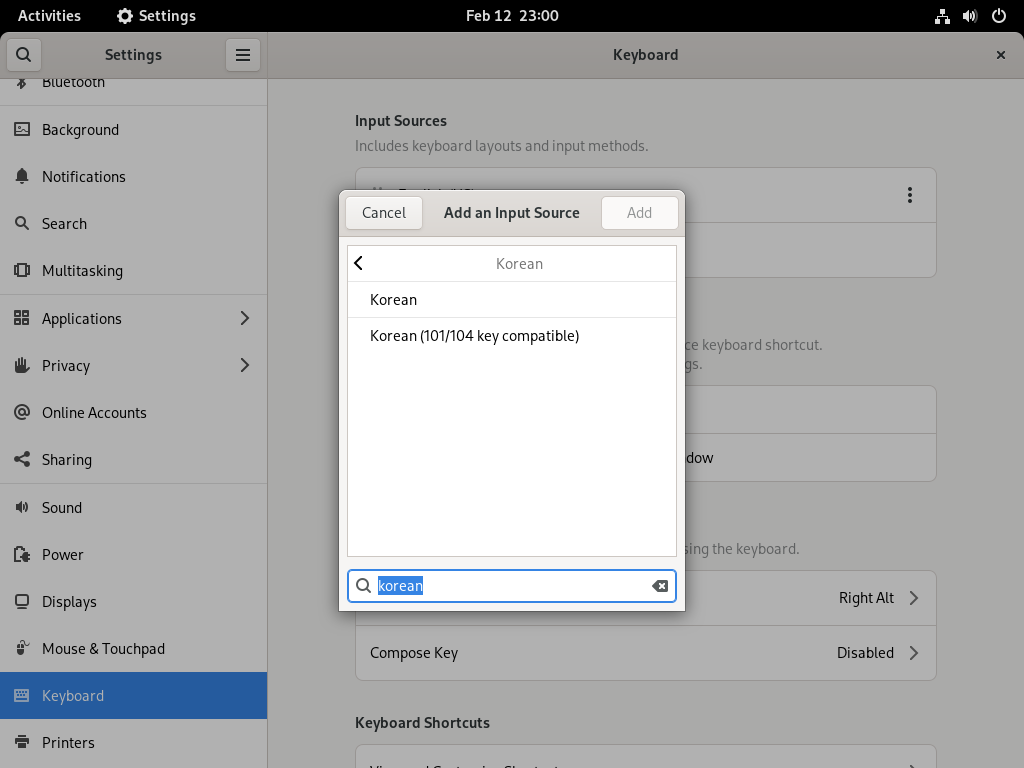 Activities
Settings
Feb 12 23:00
Settings
Keyboard
Bluetooth
Background
Notifications
Search
Multitasking
Applications
Privacy
Online Accounts
Sharing
Sound
Power
Displays
Mouse & Touchpad
Keyboard
Printers
Input Sources
Includes keyboard layouts and input methods.
Cancel
Add an Input Source
Add
Korean
Korean
Korean (101/104 key compatible)
korean
keyboard shortcut.
sing the keyboard.
Right Alt
Compose Key
Disabled
Keyboard Shortcuts